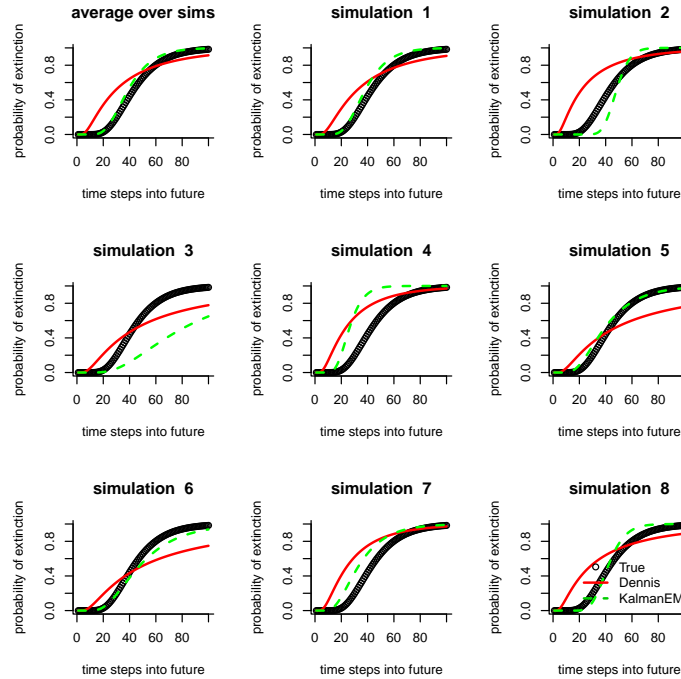 average over sims
probability of extinction
0.0 0.4 0.8
0 20 40 60 80
time steps into future
simulation 1
probability of extinction
0.0 0.4 0.8
0 20 40 60 80
time steps into future
simulation 2
probability of extinction
0.0 0.4 0.8
0 20 40 60 80
time steps into future
simulation 3
probability of extinction
0.0 0.4 0.8
0 20 40 60 80
time steps into future
simulation 4
probability of extinction
0.0 0.4 0.8
0 20 40 60 80
time steps into future
simulation 5
probability of extinction
0.0 0.4 0.8
0 20 40 60 80
time steps into future
simulation 6
probability of extinction
0.0 0.4 0.8
0 20 40 60 80
time steps into future
simulation 7
probability of extinction
0.0 0.4 0.8
0 20 40 60 80
time steps into future
simulation 8
probability of extinction
0.0 0.4 0.8
True
Dennis
KalmanEM
0 20 40 60 80
time steps into future